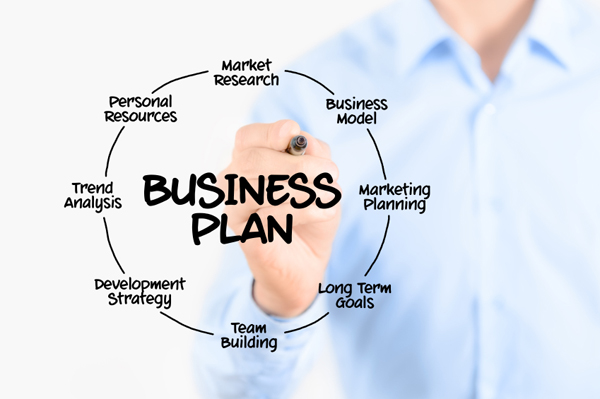 BUSINESS
PLAN
Market
Research
Business
Model
Marketing
Planning
Long Term
Goals
Team
Building
Development
Strategy
Trend
Analysis
Personal
Resources